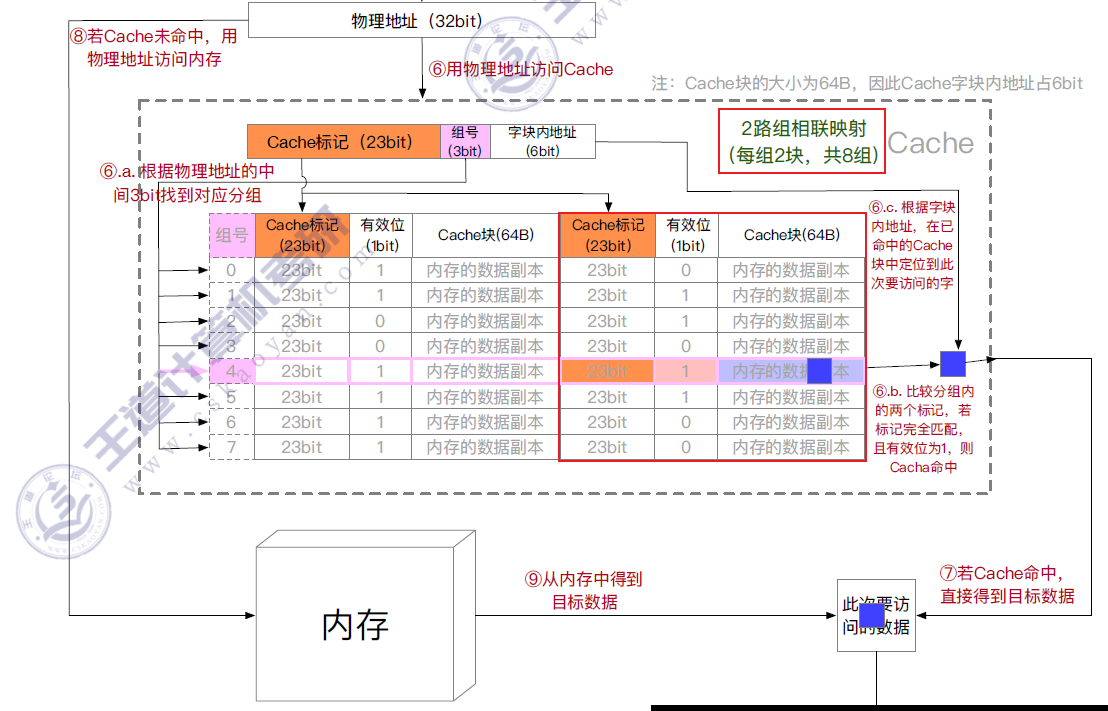 物理地址（32bit）
⑧若Cache未命中，用
物理地址访问内存
⑥用物理地址访问Cache
注：Cache块的大小为64B，因此Cache字块内地址占6bit
Cache标记（23bit）
组号
(3bit)
字块内地址
(6bit)
2路组相联映射
(每组2块，共8组)
Cache
⑥.a. 根据物理地址的中
间3bit找到对应分组
组号
Cache标记
(23bit)
有效位
(1bit)
Cache块(64B)
Cache标记
(23bit)
有效位
(1bit)
Cache块(64B)
0 23bit 1 内存的数据副本 23bit 0 内存的数据副本
1 23bit 1 内存的数据副本 23bit 1 内存的数据副本
2 23bit 0 内存的数据副本 23bit 1 内存的数据副本
3 23bit 0 内存的数据副本 23bit 0 内存的数据副本
4 23bit 1 内存的数据副本 23bit 1 内存的数据副本
5 23bit 1 内存的数据副本 23bit 1 内存的数据副本
6 23bit 1 内存的数据副本 23bit 0 内存的数据副本
7 23bit 1 内存的数据副本 23bit 0 内存的数据副本
⑥.c. 根据字块
内地址，在已
命中的Cache
块中定位到此
次要访问的字
⑥.b. 比较分组内
的两个标记，若
标记完全匹配，
且有效位为1，则
Cacha命中
内存
⑨从内存中得到
目标数据
此次要访
问的数据
⑦若Cache命中，
直接得到目标数据
王道计算机考研
www.cskaoyan.com